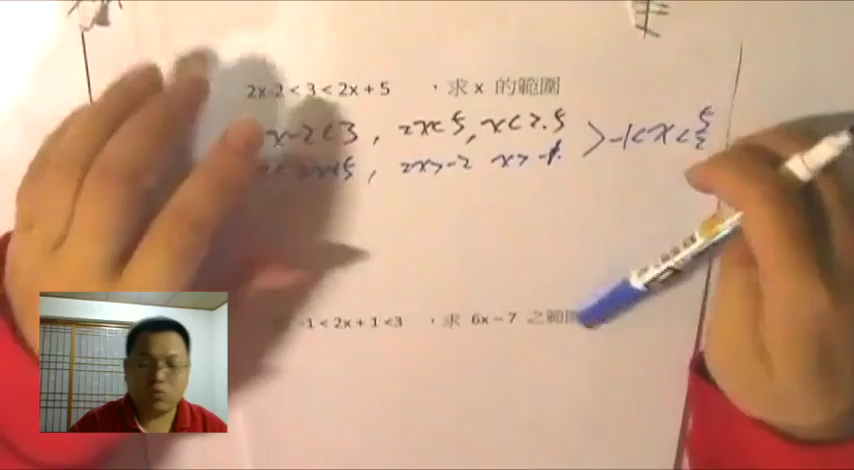 2x-2<3<2x+5 ，求 x 的範圍
x-2<3, 2x<5, x<2.5 >-1<x<5/2
2x>-2 x>-1
-1<2x+1<3 ，求 6x-7 之範圍